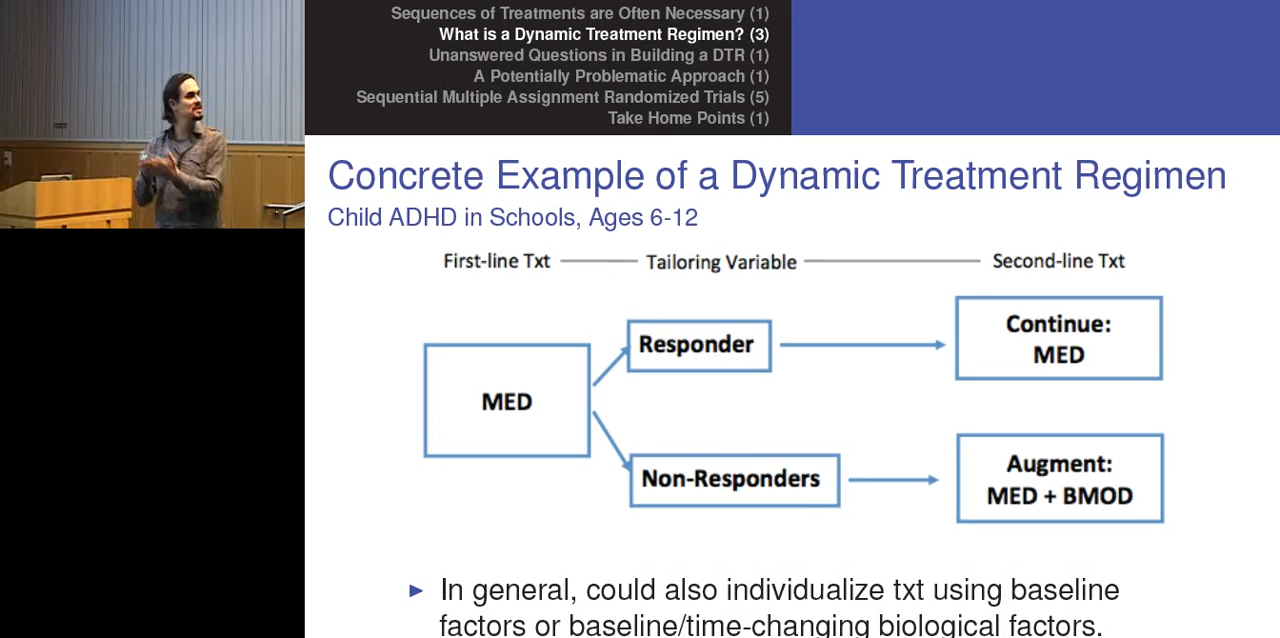 Sequences of Treatments are Often Necessary (1)
What is a Dynamic Treatment Regimen? (3)
Unanswered Questions in Building a DTR (1)
A Potentially Problematic Approach (1)
Sequential Multiple Assignment Randomized Trials (5)
Take Home Points (1)
Concrete Example of a Dynamic Treatment Regimen
Child ADHD in Schools, Ages 6-12
First-line Txt
Tailoring Variable
Second-line Txt
MED
Responder
Continue:
MED
Non-Responders
Augment:
MED + BMOD
In general, could also individualize txt using baseline
factors or baseline/time-changing biological factors.